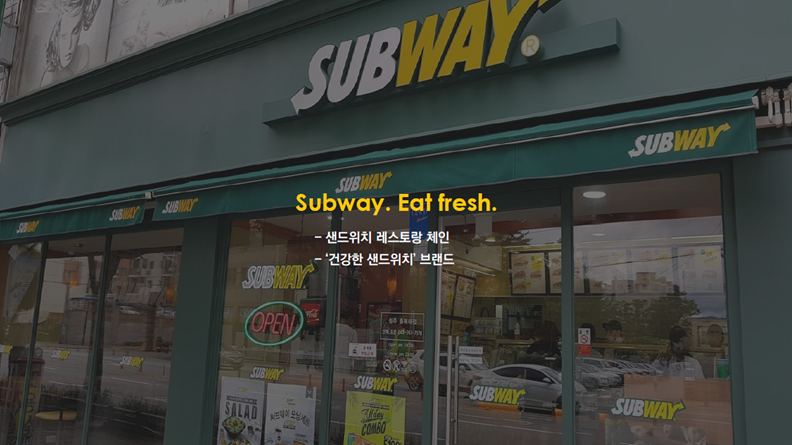 SUBWAY
®
SUBWAY
SUBWAY
SUBWAY
SUBWAY
SUBWAY
Subway. Eat fresh.
– 샌드위치 레스토랑 체인
– ‘건강한 샌드위치’ 브랜드
SUBWAY
OPEN
SUBWAY
SUBWAY
SUBWAY
SUBWAY
SUBWAY
SALAD
COMBO